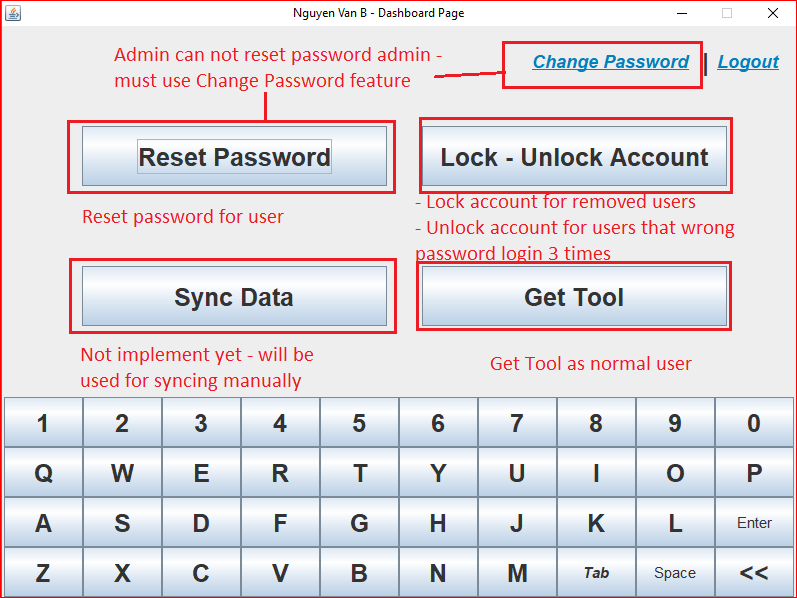 Nguyen Van B - Dashboard Page
Admin can not reset password admin -
must use Change Password feature
Change Password | Logout
Reset Password
Lock - Unlock Account
Reset password for user
- Lock account for removed users
- Unlock account for users that wrong
password login 3 times
Sync Data
Get Tool
Not implement yet - will be
used for syncing manually
Get Tool as normal user
1 2 3 4 5 6 7 8 9 0
Q W E R T Y U I O P
A S D F G H J K L Enter
Z X C V B N M Tab Space <<